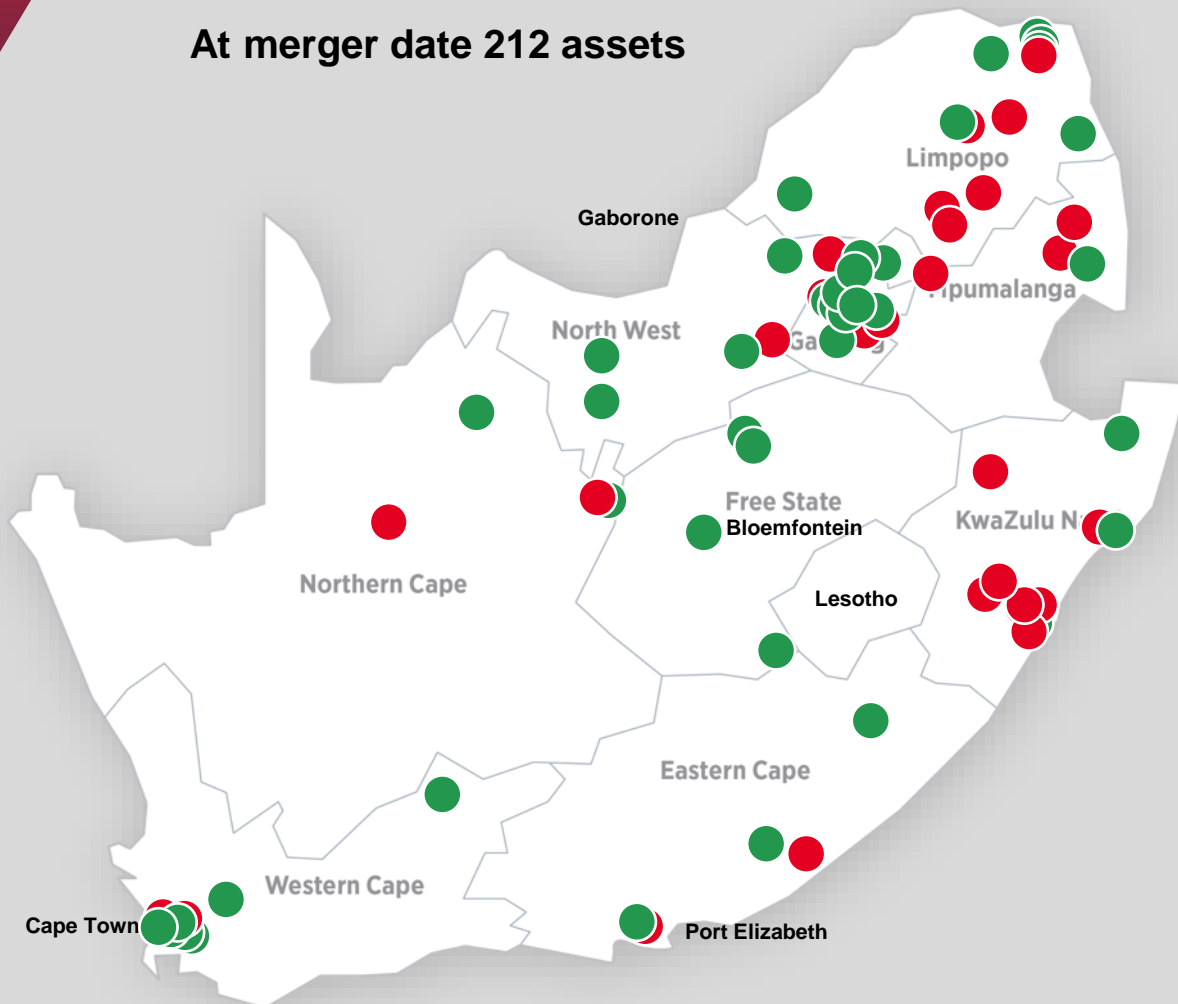 At merger date 212 assets
Limpopo
Gaborone
North West
Free State
Bloemfontein
Northern Cape
Lesotho
Eastern Cape
Western Cape
Cape Town
Port Elizabeth
KwaZulu